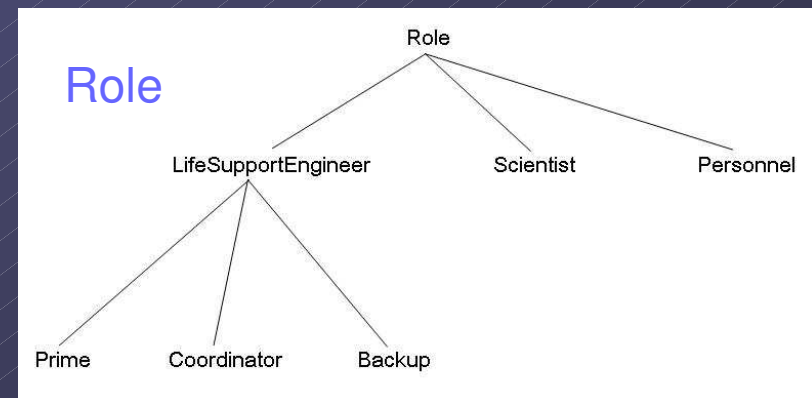 Role
Role
LifeSupportEngineer Scientist Personnel
Prime Coordinator Backup